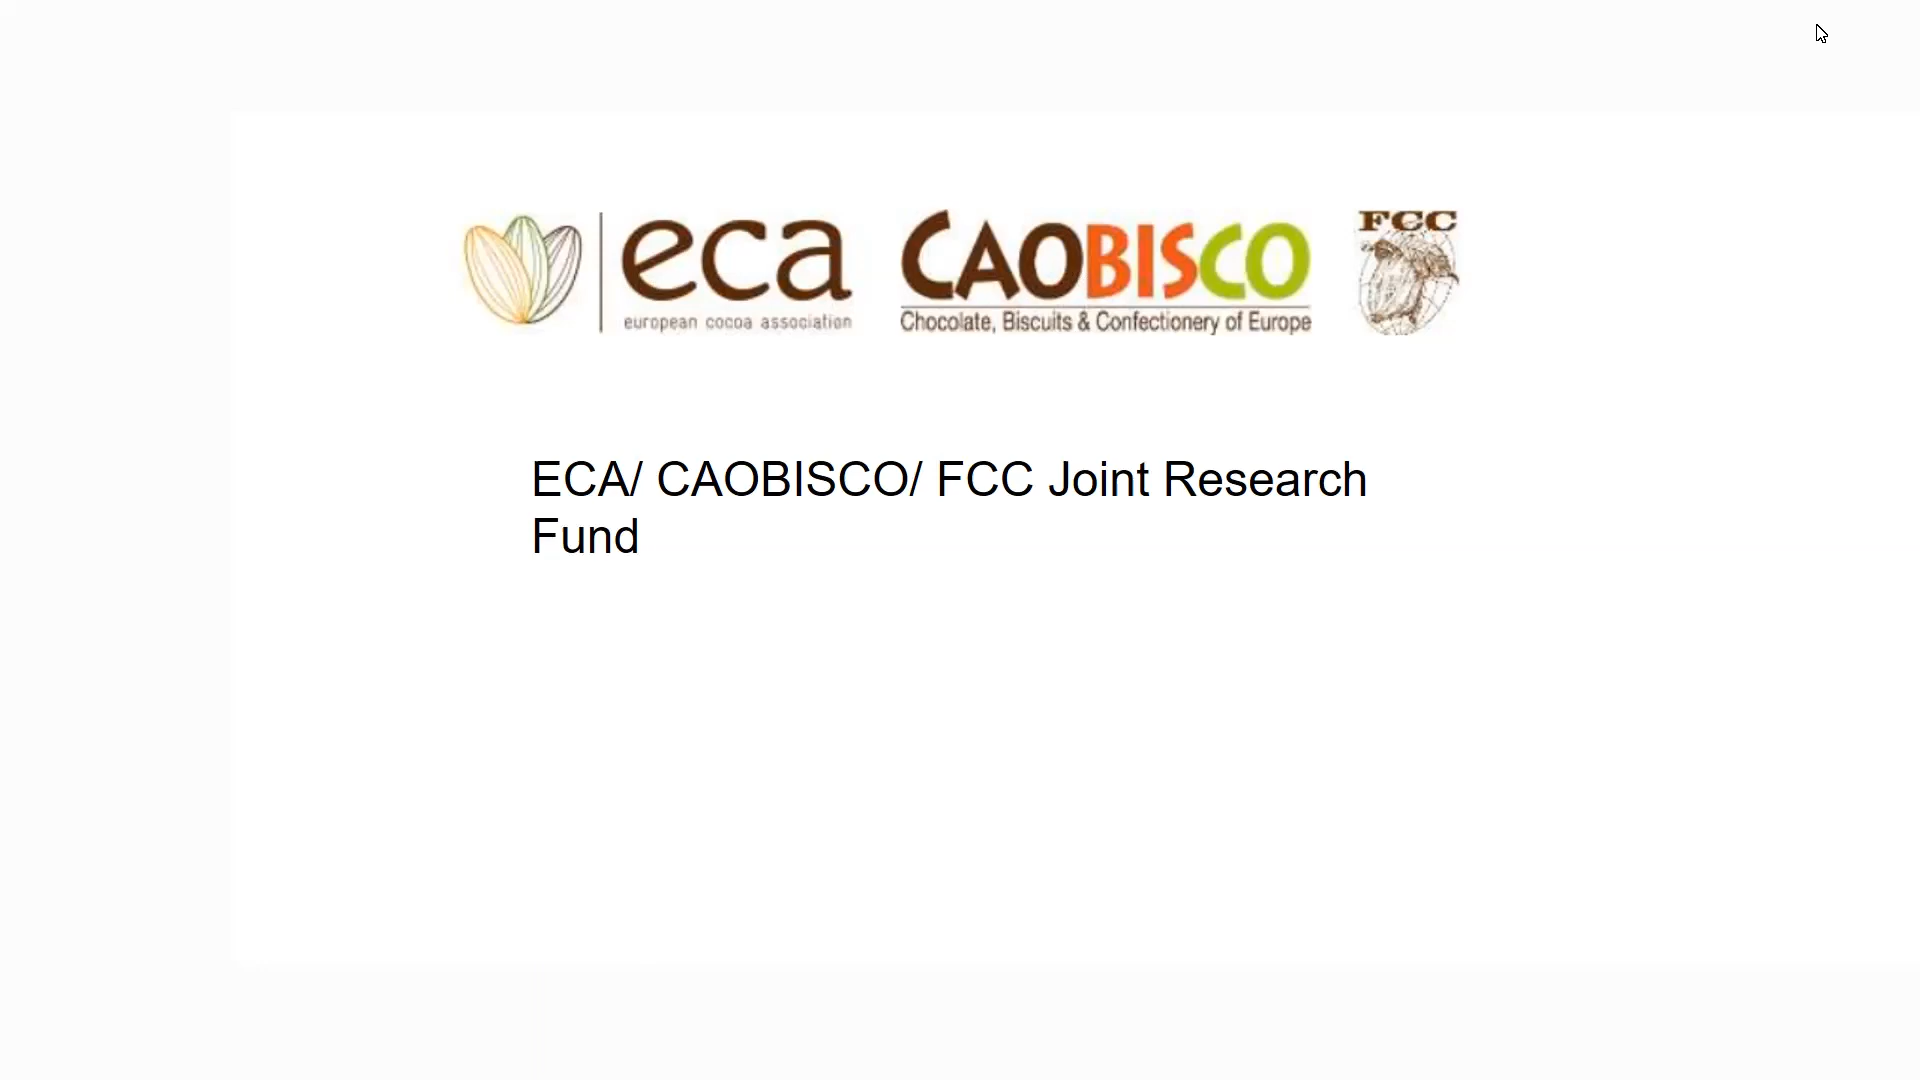 eca
european cocoa association
CAOBISCO
Chocolate, Biscuits & Confectionery of Europe
FCC
ECA/ CAOBISCO/ FCC Joint Research
Fund